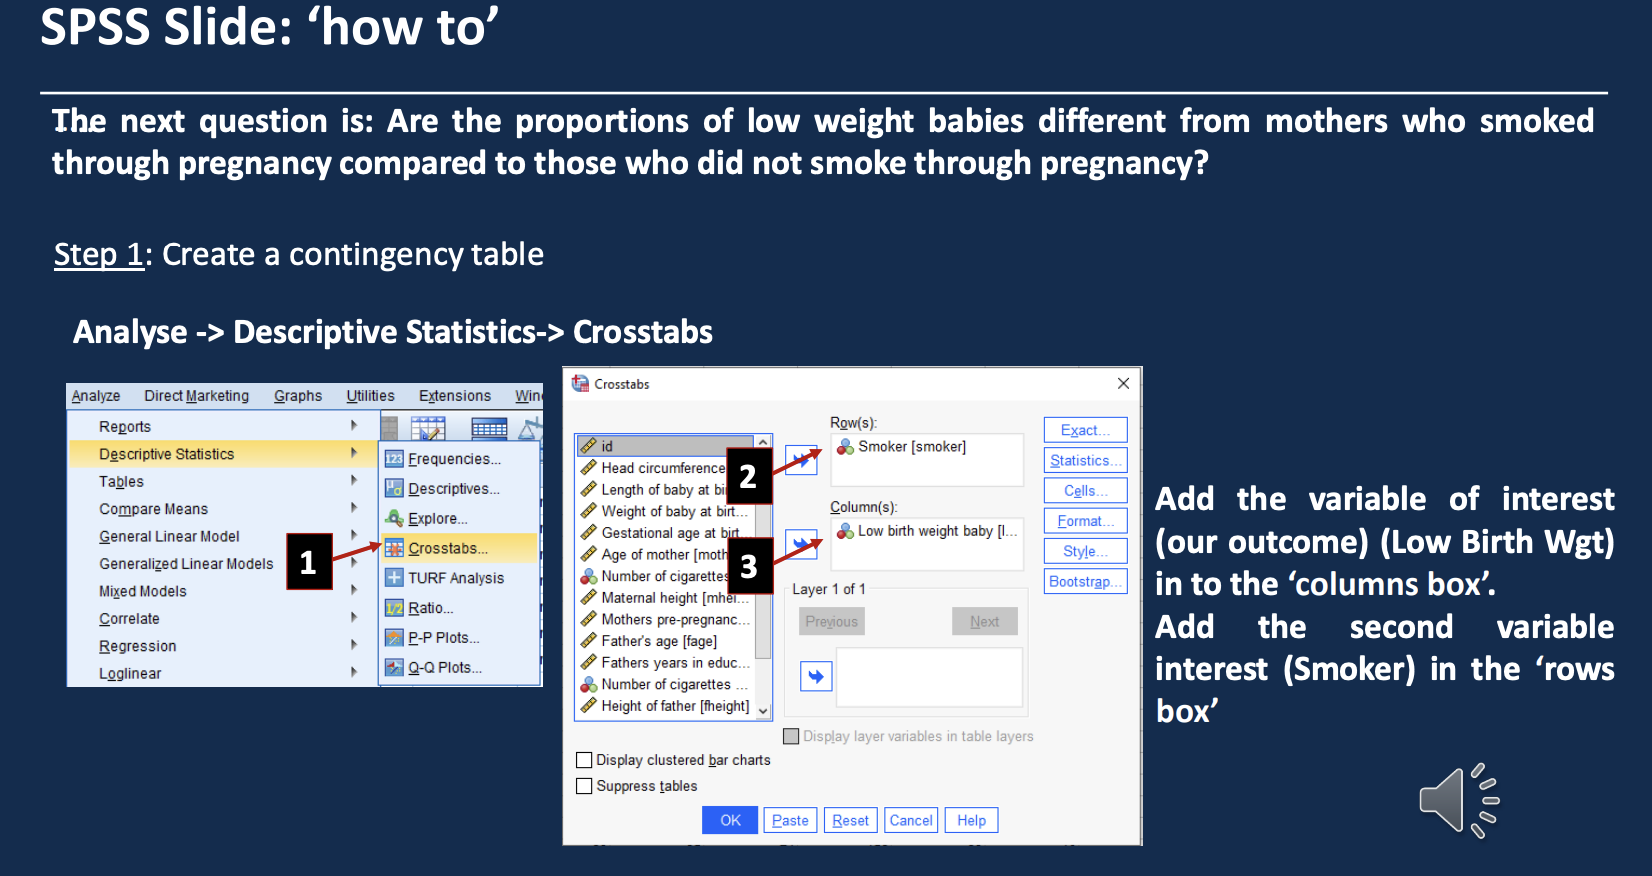 SPSS Slide: ‘how to’
The next question is: Are the proportions of low weight babies different from mothers who smoked
through pregnancy compared to those who did not smoke through pregnancy?
Step 1: Create a contingency table
Analyse -> Descriptive Statistics-> Crosstabs
Analyze Direct Marketing Graphs Utilities Extensions Wind
Reports
Descriptive Statistics
Tables
Compare Means
General Linear Model
Generalized Linear Models
Mixed Models
Correlate
Regression
Loglinear
Frequencies...
Descriptives...
Explore...
Crosstabs...
TURF Analysis
Ratio...
P-P Plots...
Q-Q Plots...
1
Crosstabs
id
Head circumference
Length of baby at bi
Weight of baby at birt...
Gestational age at birt
Age of mother [moth
Number of cigarettes
Maternal height [mhei...
Mothers pre-pregnanc...
Father's age [fage]
Fathers years in educ...
Number of cigarettes ...
Height of father [fheight]
2
3
Row(s):
Smoker [smoker]
Column(s):
Low birth weight baby [l...
Layer 1 of 1
Previous Next
Display layer variables in table layers
Display clustered bar charts
Suppress tables
OK Paste Reset Cancel Help
Exact...
Statistics...
Cells...
Format...
Style...
Bootstrap...
Add the variable of interest
(our outcome) (Low Birth Wgt)
in to the ‘columns box’.
Add the second variable
interest (Smoker) in the ‘rows
box’